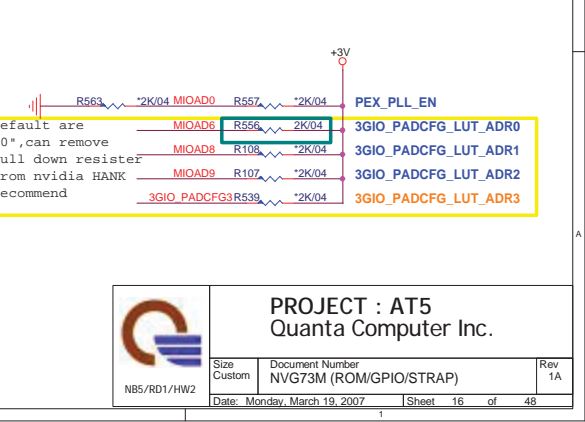 +3V
R563 *2K/04 MIOAD0 R557 *2K/04 PEX_PLL_EN
efault are MIOAD6 R556 2K/04 3GIO_PADCFG_LUT_ADR0
0",can remove
ull down resister MIOAD8 R108 *2K/04 3GIO_PADCFG_LUT_ADR1
rom nvidia HANK MIOAD9 R107 *2K/04 3GIO_PADCFG_LUT_ADR2
ecommend 3GIO_PADCFG3 R539 *2K/04 3GIO_PADCFG_LUT_ADR3
A
PROJECT : AT5
Quanta Computer Inc.
NB5/RD1/HW2
Size Document Number Rev
Custom NVG73M (ROM/GPIO/STRAP) 1A
Date: Monday, March 19, 2007 Sheet 16 of 48
1